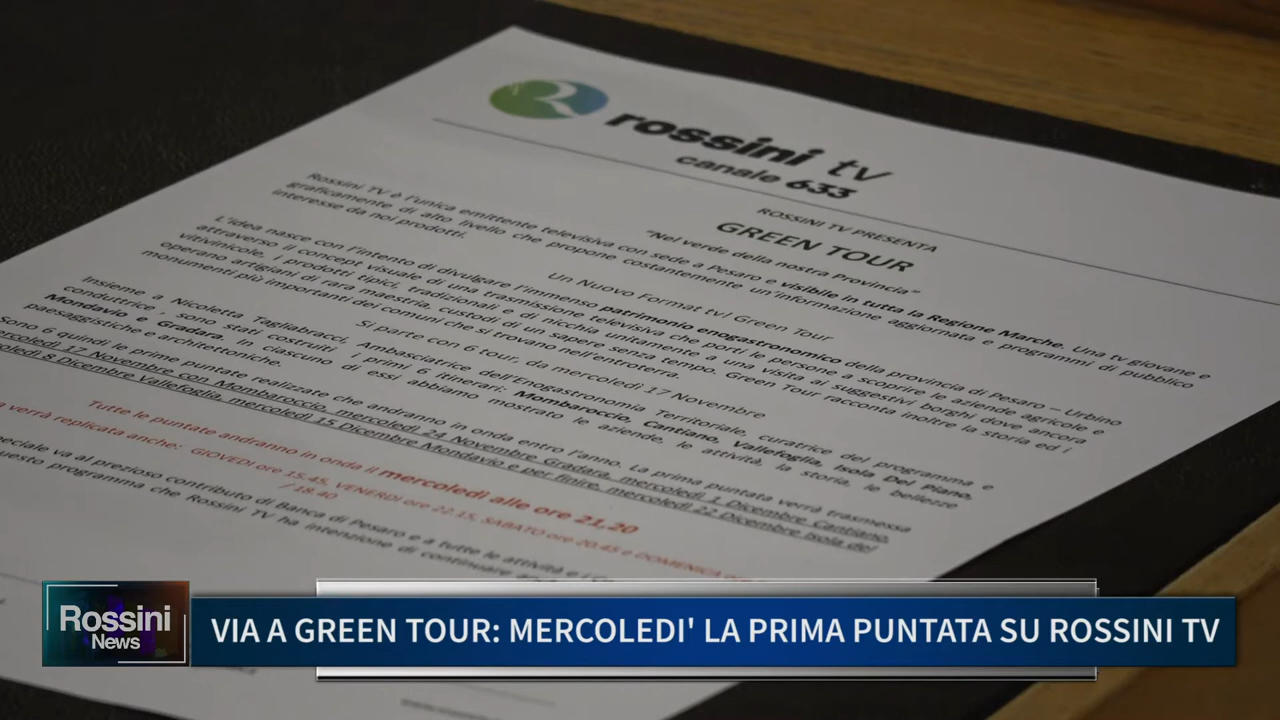 rossini tv
canale 633
ROSSINI TV PRESENTA
GREEN TOUR
"Nel verde della nostra Provincia"
Rossini TV è l'unica emittente televisiva con sede a Pesaro e visibile in tutta la Regione Marche. Una tv giovane e
graficamente di alto livello che propone costantemente un'informazione aggiornata e programmi di pubblico
interesse da noi prodotti.
Un Nuovo Format tv! Green Tour
L'idea nasce con l'intento di divulgare l'immenso patrimonio enogastronomico della provincia di Pesaro – Urbino
attraverso il concept visuale di una trasmissione televisiva che porti le persone a scoprire le aziende agricole e
vitivinicole, i prodotti tipici, tradizionali e di nicchia unitamente a una visita ai suggestivi borghi, dove ancora
operano artigiani di rara maestria, custodi di un sapere senza tempo. Green Tour racconta inoltre la storia ed i
monumenti più importanti dei comuni che si trovano nell'entroterra.
Si parte con 6 tour, da mercoledì 17 Novembre
Insieme a Nicoletta Tagliabracci, Ambasciatrice dell'Enogastronomia Territoriale, curatrice del programma e
conduttrice, sono stati costruiti i primi 6 itinerari: Mombaroccio, Cantiano, Vallefoglia, Isola Del Piano,
Mondavio e Gradara. In ciascuno di essi abbiamo mostrato le aziende, le attività, la storia, le bellezze
paesaggistiche e architettoniche.
Sono 6 quindi le prime puntate realizzate che andranno in onda entro l'anno. La prima puntata verrà trasmessa
mercoledì 17 Novembre con Mombaroccio, mercoledì 24 Novembre Gradara, mercoledì 1 Dicembre Cantiano,
8 Dicembre Vallefoglia, mercoledì 15 Dicembre Mondavio e per finire, mercoledì 22 Dicembre Isola del
Tutte le puntate andranno in onda il mercoledì alle ore 21.20
verrà replicata anche: GIOVEDI ore 15.45, VENERDI ore 22.15, SABATO ore 20.45 e DOMENICA
/ 18.40
speciale va al prezioso contributo di Banca di Pesaro e a tutte le attività e i
questo programma che Rossini TV ha intenzione di continuare
Rossini
News
VIA A GREEN TOUR: MERCOLEDI' LA PRIMA PUNTATA SU ROSSINI TV